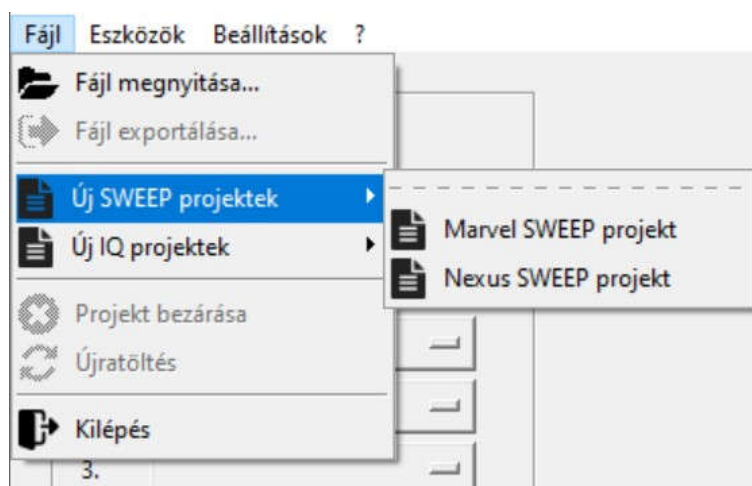 Fájl Eszközök Beállítások ?
Fájl megnyitása...
Fájl exportálása...
Új SWEEP projektek
Új IQ projektek
Marvel SWEEP projekt
Nexus SWEEP projekt
Projekt bezárása
Újratöltés
Kilépés
3.